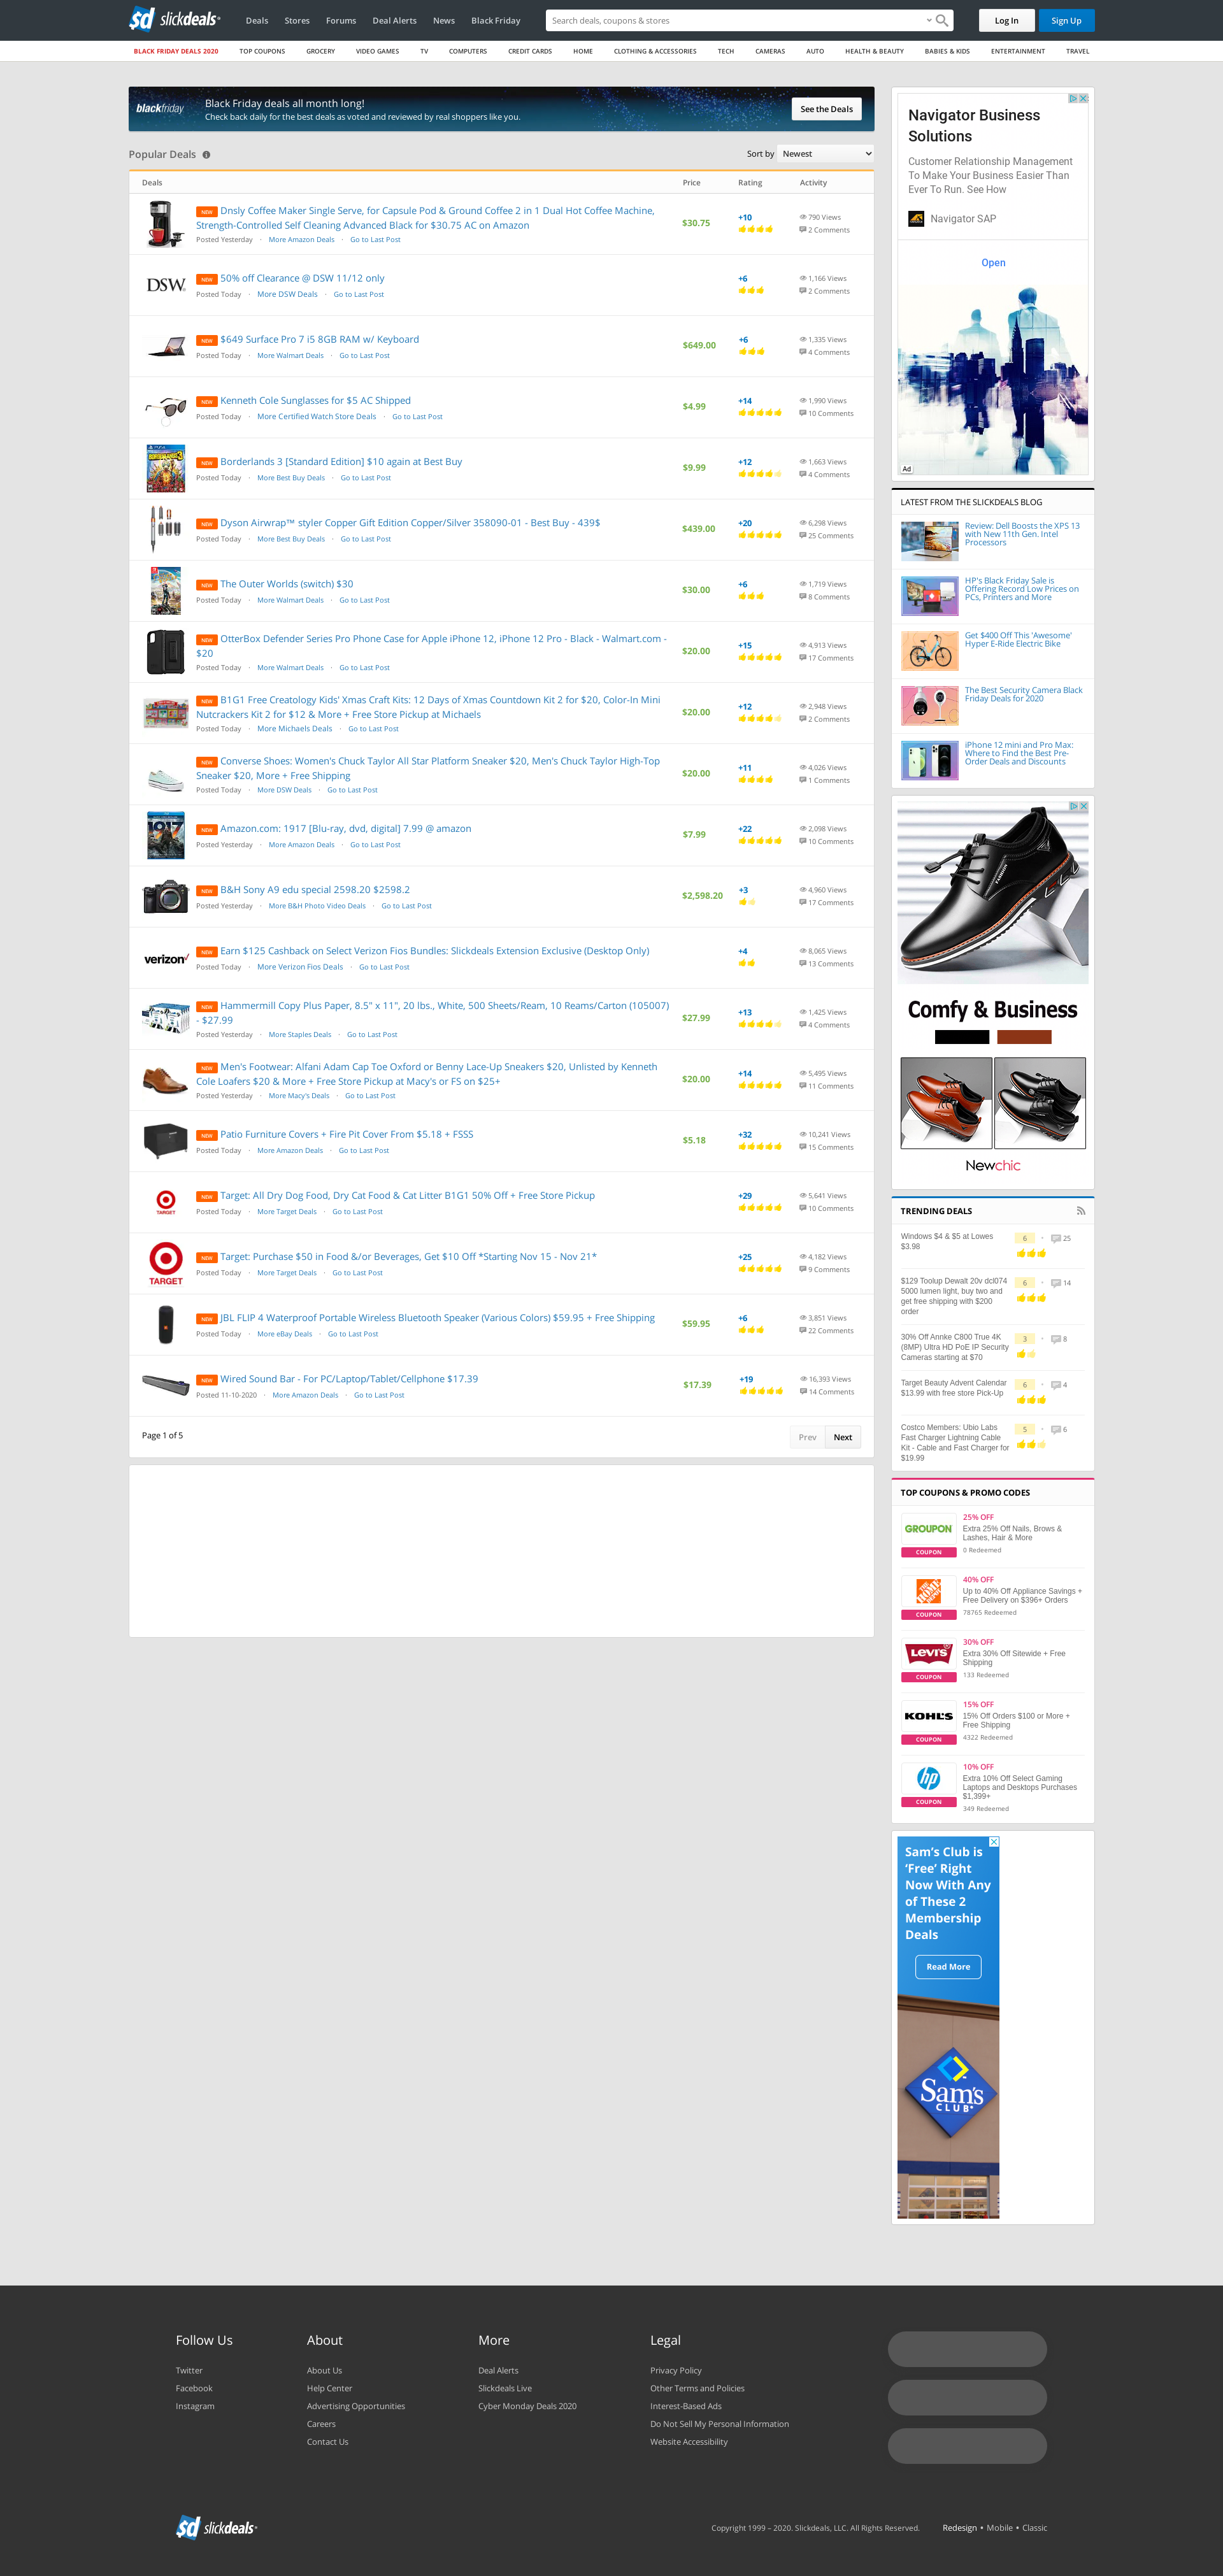 slickdeals
Deals Stores Forums Deal Alerts News Black Friday
Search deals, coupons & stores
Log In Sign Up
BLACK FRIDAY DEALS 2020 TOP COUPONS GROCERY VIDEO GAMES TV COMPUTERS CREDIT CARDS HOME CLOTHING & ACCESSORIES TECH CAMERAS AUTO HEALTH & BEAUTY BABIES & KIDS ENTERTAINMENT TRAVEL
blackfriday
Black Friday deals all month long!
Check back daily for the best deals as voted and reviewed by real shoppers like you.
See the Deals
Popular Deals
Sort by Newest
Deals Price Rating Activity
NEW Dnsly Coffee Maker Single Serve, for Capsule Pod & Ground Coffee 2 in 1 Dual Hot Coffee Machine,
Strength-Controlled Self Cleaning Advanced Black for $30.75 AC on Amazon
Posted Yesterday · More Amazon Deals · Go to Last Post
$30.75
+10
790 Views
2 Comments
DSW
NEW 50% off Clearance @ DSW 11/12 only
Posted Today · More DSW Deals · Go to Last Post
+6
1,166 Views
2 Comments
NEW $649 Surface Pro 7 i5 8GB RAM w/ Keyboard
Posted Today · More Walmart Deals · Go to Last Post
$649.00
+6
1,335 Views
4 Comments
NEW Kenneth Cole Sunglasses for $5 AC Shipped
Posted Today · More Certified Watch Store Deals · Go to Last Post
$4.99
+14
1,990 Views
10 Comments
NEW Borderlands 3 [Standard Edition] $10 again at Best Buy
Posted Today · More Best Buy Deals · Go to Last Post
$9.99
+12
1,663 Views
4 Comments
NEW Dyson Airwrap™ styler Copper Gift Edition Copper/Silver 358090-01 - Best Buy - 439$
Posted Today · More Best Buy Deals · Go to Last Post
$439.00
+20
6,298 Views
25 Comments
NEW The Outer Worlds (switch) $30
Posted Today · More Walmart Deals · Go to Last Post
$30.00
+6
1,719 Views
8 Comments
NEW OtterBox Defender Series Pro Phone Case for Apple iPhone 12, iPhone 12 Pro - Black - Walmart.com -
$20
Posted Today · More Walmart Deals · Go to Last Post
$20.00
+15
4,913 Views
17 Comments
NEW B1G1 Free Creatology Kids' Xmas Craft Kits: 12 Days of Xmas Countdown Kit 2 for $20, Color-In Mini
Nutcrackers Kit 2 for $12 & More + Free Store Pickup at Michaels
Posted Today · More Michaels Deals · Go to Last Post
$20.00
+12
2,948 Views
2 Comments
NEW Converse Shoes: Women's Chuck Taylor All Star Platform Sneaker $20, Men's Chuck Taylor High-Top
Sneaker $20, More + Free Shipping
Posted Today · More DSW Deals · Go to Last Post
$20.00
+11
4,026 Views
1 Comments
1917
NEW Amazon.com: 1917 [Blu-ray, dvd, digital] 7.99 @ amazon
Posted Yesterday · More Amazon Deals · Go to Last Post
$7.99
+22
2,098 Views
10 Comments
NEW B&H Sony A9 edu special 2598.20 $2598.2
Posted Yesterday · More B&H Photo Video Deals · Go to Last Post
$2,598.20
+3
4,960 Views
17 Comments
verizon
NEW Earn $125 Cashback on Select Verizon Fios Bundles: Slickdeals Extension Exclusive (Desktop Only)
Posted Today · More Verizon Fios Deals · Go to Last Post
+4
8,065 Views
13 Comments
NEW Hammermill Copy Plus Paper, 8.5" x 11", 20 lbs., White, 500 Sheets/Ream, 10 Reams/Carton (105007)
- $27.99
Posted Yesterday · More Staples Deals · Go to Last Post
$27.99
+13
1,425 Views
4 Comments
NEW Men's Footwear: Alfani Adam Cap Toe Oxford or Benny Lace-Up Sneakers $20, Unlisted by Kenneth
Cole Loafers $20 & More + Free Store Pickup at Macy's or FS on $25+
Posted Yesterday · More Macy's Deals · Go to Last Post
$20.00
+14
5,495 Views
11 Comments
NEW Patio Furniture Covers + Fire Pit Cover From $5.18 + FSSS
Posted Today · More Amazon Deals · Go to Last Post
$5.18
+32
10,241 Views
15 Comments
TARGET
NEW Target: All Dry Dog Food, Dry Cat Food & Cat Litter B1G1 50% Off + Free Store Pickup
Posted Today · More Target Deals · Go to Last Post
+29
5,641 Views
10 Comments
TARGET
NEW Target: Purchase $50 in Food &/or Beverages, Get $10 Off *Starting Nov 15 - Nov 21*
Posted Today · More Target Deals · Go to Last Post
+25
4,182 Views
9 Comments
NEW JBL FLIP 4 Waterproof Portable Wireless Bluetooth Speaker (Various Colors) $59.95 + Free Shipping
Posted Today · More eBay Deals · Go to Last Post
$59.95
+6
3,851 Views
22 Comments
NEW Wired Sound Bar - For PC/Laptop/Tablet/Cellphone $17.39
Posted 11-10-2020 · More Amazon Deals · Go to Last Post
$17.39
+19
16,393 Views
14 Comments
Page 1 of 5
Prev Next
Navigator Business
Solutions
Customer Relationship Management
To Make Your Business Easier Than
Ever To Run. See How
Navigator SAP
Open
Ad
LATEST FROM THE SLICKDEALS BLOG
Review: Dell Boosts the XPS 13
with New 11th Gen. Intel
Processors
HP's Black Friday Sale is
Offering Record Low Prices on
PCs, Printers and More
Get $400 Off This 'Awesome'
Hyper E-Ride Electric Bike
The Best Security Camera Black
Friday Deals for 2020
iPhone 12 mini and Pro Max:
Where to Find the Best Pre-
Order Deals and Discounts
Comfy & Business
Newchic
TRENDING DEALS
Windows $4 & $5 at Lowes
$3.98
6 • 25
$129 Toolup Dewalt 20v dcl074
5000 lumen light, buy two and
get free shipping with $200
order
6 • 14
30% Off Annke C800 True 4K
(8MP) Ultra HD PoE IP Security
Cameras starting at $70
3 • 8
Target Beauty Advent Calendar
$13.99 with free store Pick-Up
6 • 4
Costco Members: Ubio Labs
Fast Charger Lightning Cable
Kit - Cable and Fast Charger for
$19.99
5 • 6
TOP COUPONS & PROMO CODES
GROUPON
COUPON
25% OFF
Extra 25% Off Nails, Brows &
Lashes, Hair & More
0 Redeemed
COUPON
40% OFF
Up to 40% Off Appliance Savings +
Free Delivery on $396+ Orders
78765 Redeemed
LEVI'S
COUPON
30% OFF
Extra 30% Off Sitewide + Free
Shipping
133 Redeemed
KOHL'S
COUPON
15% OFF
15% Off Orders $100 or More +
Free Shipping
4322 Redeemed
hp
COUPON
10% OFF
Extra 10% Off Select Gaming
Laptops and Desktops Purchases
$1,399+
349 Redeemed
Sam's Club is
‘Free’ Right
Now With Any
of These 2
Membership
Deals
Read More
Sam's
CLUB
Follow Us
Twitter
Facebook
Instagram
About
About Us
Help Center
Advertising Opportunities
Careers
Contact Us
More
Deal Alerts
Slickdeals Live
Cyber Monday Deals 2020
Legal
Privacy Policy
Other Terms and Policies
Interest-Based Ads
Do Not Sell My Personal Information
Website Accessibility
slickdeals
Copyright 1999 – 2020. Slickdeals, LLC. All Rights Reserved.
Redesign • Mobile • Classic